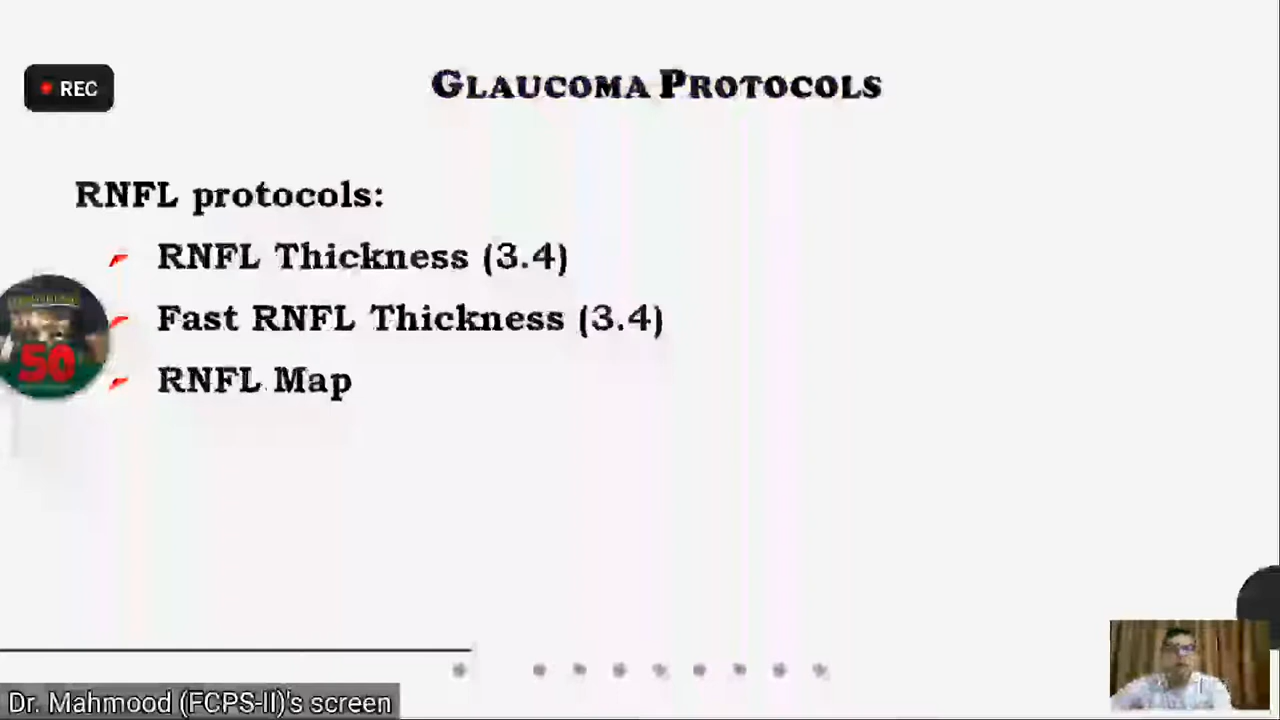 REC
GLAUCOMA PROTOCOLS
RNFL protocols:
RNFL Thickness (3.4)
Fast RNFL Thickness (3.4)
50
RNFL Map
Dr. Mahmood (FCPS-II)'s screen